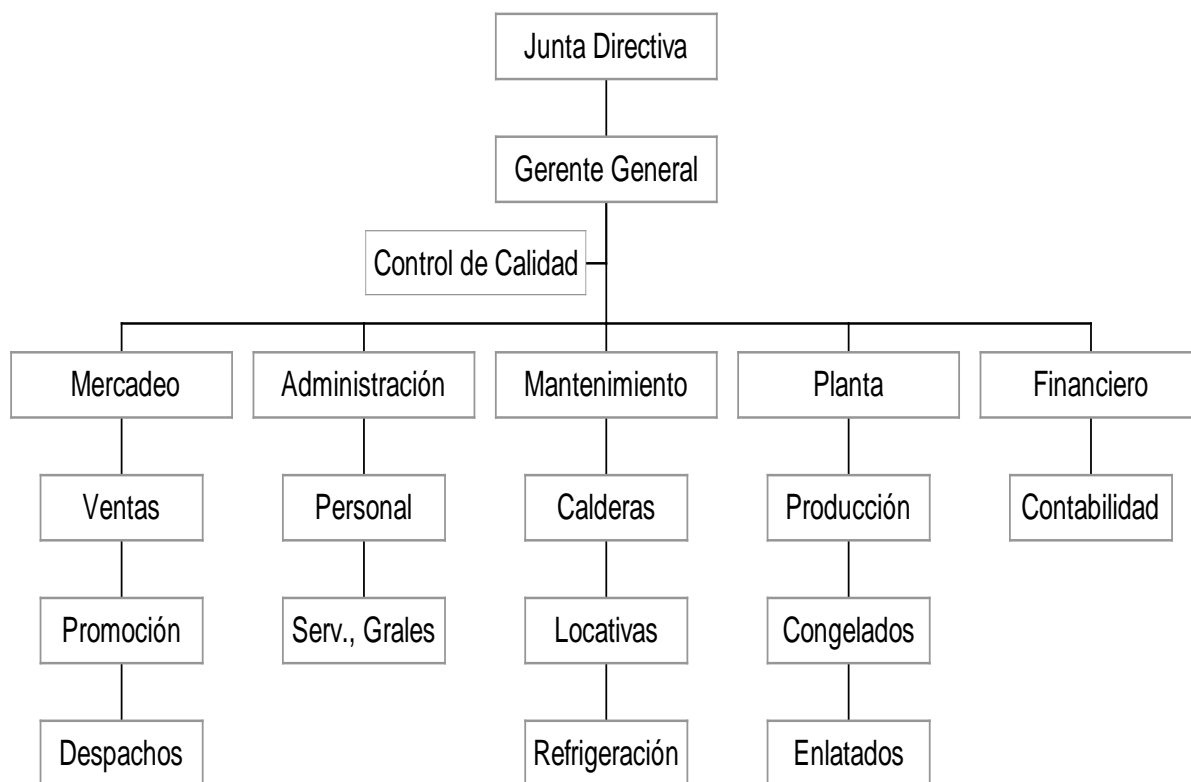 Junta Directiva
Gerente General
Control de Calidad
Mercadeo
Administración
Mantenimiento
Planta
Financiero
Ventas
Personal
Calderas
Producción
Contabilidad
Promoción
Serv., Grales
Locativas
Congelados
Despachos
Refrigeración
Enlatados